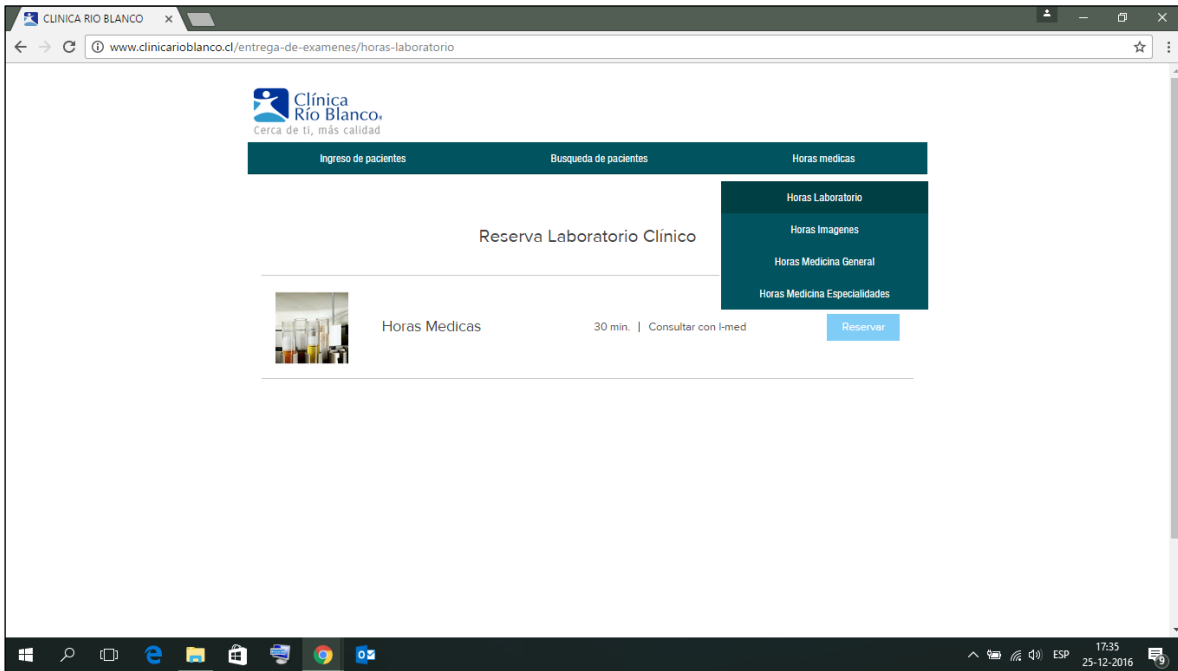 CLINICA RIO BLANCO
www.clinicarioblanco.cl/entrega-de-examenes/horas-laboratorio
Clínica
Río Blanco
Cerca de ti, más calidad
Ingreso de pacientes Busqueda de pacientes Horas medicas
Horas Laboratorio
Horas Imagenes
Horas Medicina General
Horas Medicina Especialidades
Reserva Laboratorio Clínico
Horas Medicas 30 min. | Consultar con I-med Reservar
ESP 17:35
25-12-2016
9